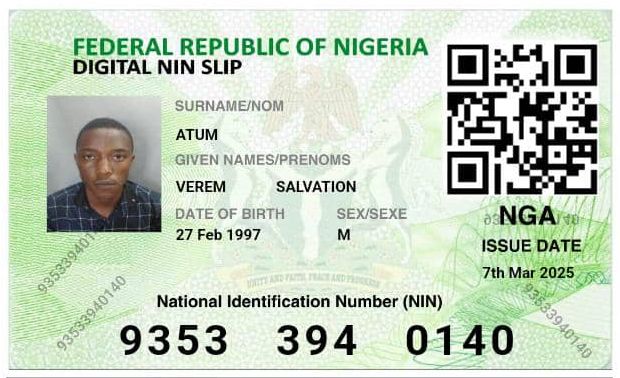 FEDERAL REPUBLIC OF NIGERIA
DIGITAL NIN SLIP
SURNAME/NOM
ATUM
GIVEN NAMES/PRENOMS
VEREM SALVATION
DATE OF BIRTH SEX/SEXE
27 Feb 1997 M
NGA
ISSUE DATE
7th Mar 2025
UNITY AND FAITH, PEACE AND PROGRESS
93533940140
93533940140
93533940140
National Identification Number (NIN)
9353 394 0140